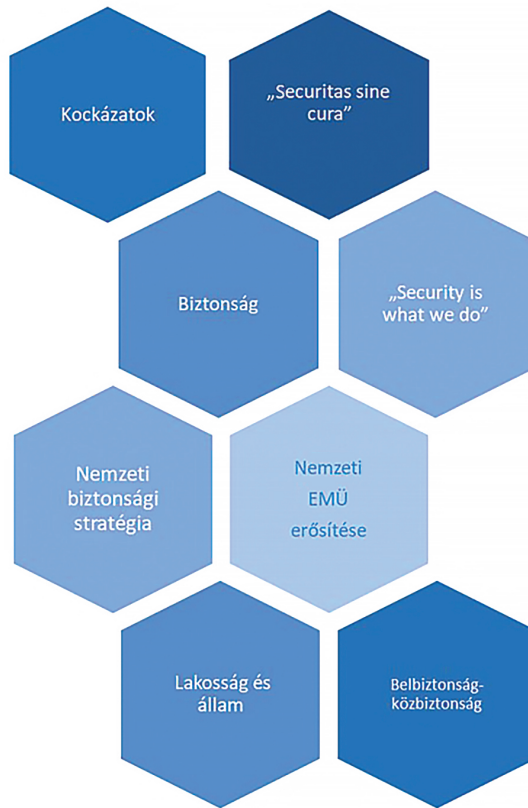 Kockázatok
„Securitas sine
cura”
Biztonság
„Security is
what we do”
Nemzeti
biztonsági
stratégia
Nemzeti
EMÜ
erősítése
Lakosság és
állam
Belbiztonság-
közbiztonság